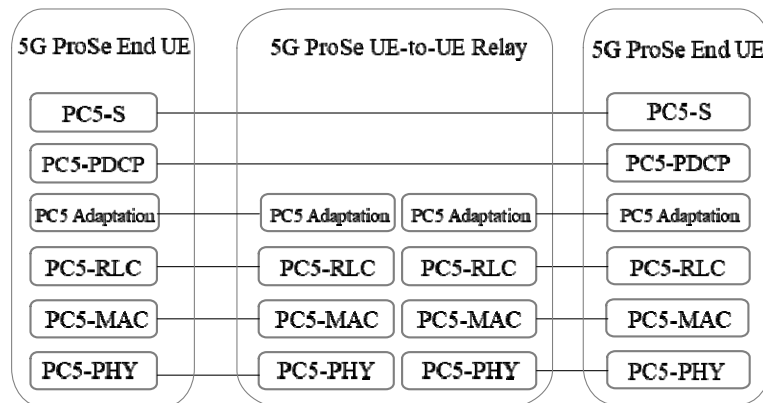 5G ProSe End UE
5G ProSe UE-to-UE Relay
5G ProSe End UE
PC5-S
PC5-S
PC5-PDCP
PC5-PDCP
PC5 Adaptation
PC5 Adaptation
PC5 Adaptation
PC5 Adaptation
PC5-RLC
PC5-RLC
PC5-RLC
PC5-RLC
PC5-MAC
PC5-MAC
PC5-MAC
PC5-MAC
PC5-PHY
PC5-PHY
PC5-PHY
PC5-PHY